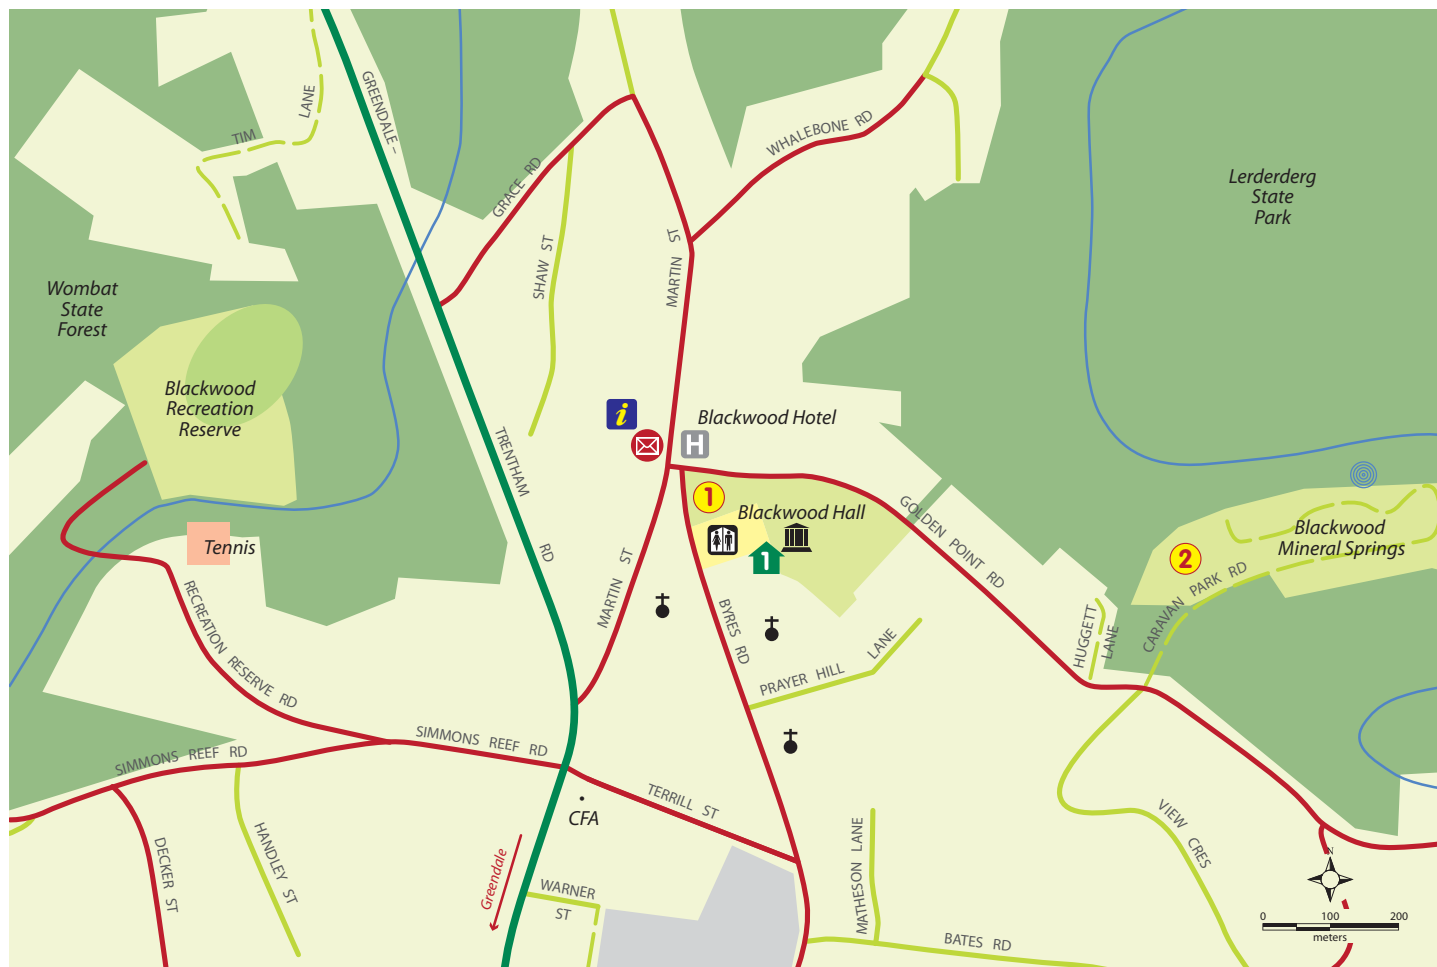 TIM
LANE
GREENDALE –
WHALEBONE RD
GRACE RD
Lerderderg
State
Park
SHAW ST
MARTIN ST
Wombat
State
Forest
Blackwood
Recreation
Reserve
i
Blackwood Hotel
H
TRENTHAM RD
1
Blackwood Hall
1
GOLDEN POINT RD
Blackwood
Mineral Springs
2
Tennis
MARTIN ST
BYRES RD
RECREATION RESERVE RD
HUGGETT
LANE
CARAVAN PARK RD
PRAYER HILL LANE
SIMMONS REEF RD
SIMMONS REEF RD
TERRILL ST
CFA
VIEW CRES
DECKER ST
HANDLEY ST
Greendale
WARNER
ST
MATHESON LANE
BATES RD
N
0 100 200
meters